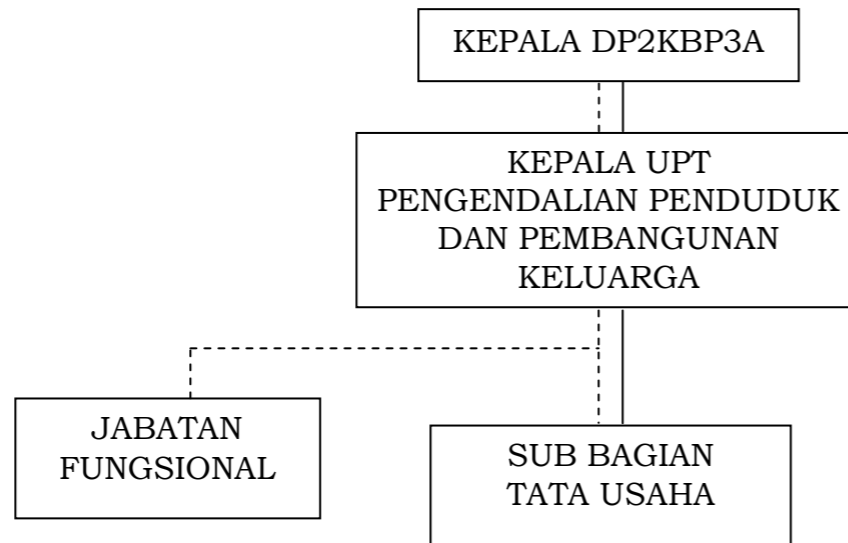 KEPALA DP2KBP3A
KEPALA UPT
PENGENDALIAN PENDUDUK
DAN PEMBANGUNAN
KELUARGA
JABATAN
FUNGSIONAL
SUB BAGIAN
TATA USAHA